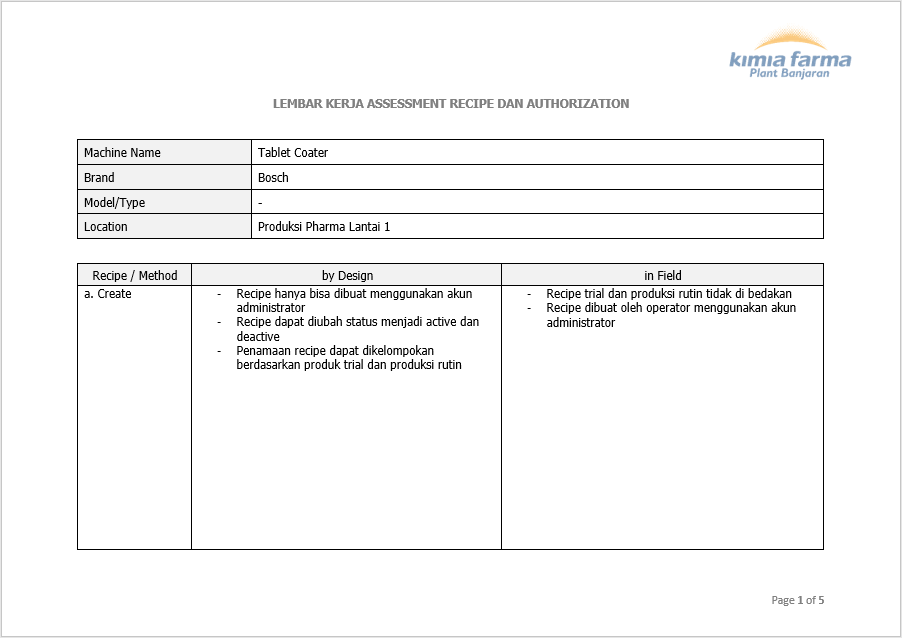 kimia farma
Plant Banjaran
LEMBAR KERJA ASSESSMENT RECIPE DAN AUTHORIZATION
Machine Name Tablet Coater
Brand Bosch
Model/Type -
Location Produksi Pharma Lantai 1
Recipe / Method by Design in Field
a. Create
- Recipe hanya bisa dibuat menggunakan akun
administrator
- Recipe dapat diubah status menjadi active dan
deactive
- Penamaan recipe dapat dikelompokan
berdasarkan produk trial dan produksi rutin
- Recipe trial dan produksi rutin tidak di bedakan
- Recipe dibuat oleh operator menggunakan akun
administrator
Page 1 of 5